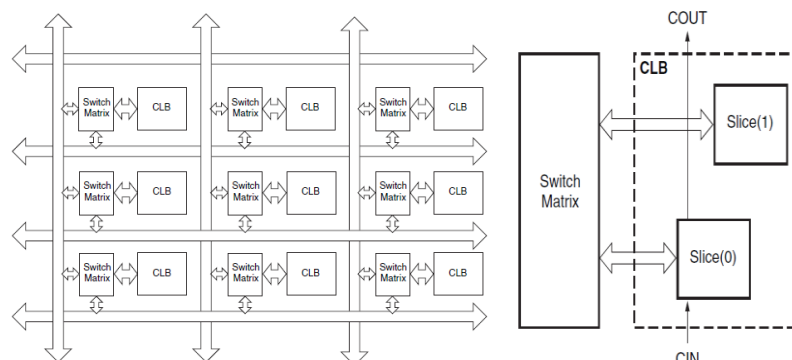 Switch
Matrix
CLB
Switch
Matrix
CLB
Switch
Matrix
CLB
Switch
Matrix
CLB
Switch
Matrix
CLB
Switch
Matrix
CLB
Switch
Matrix
CLB
Switch
Matrix
CLB
Switch
Matrix
CLB
COUT
CLB
Slice(1)
Switch
Matrix
Slice(0)
CIN